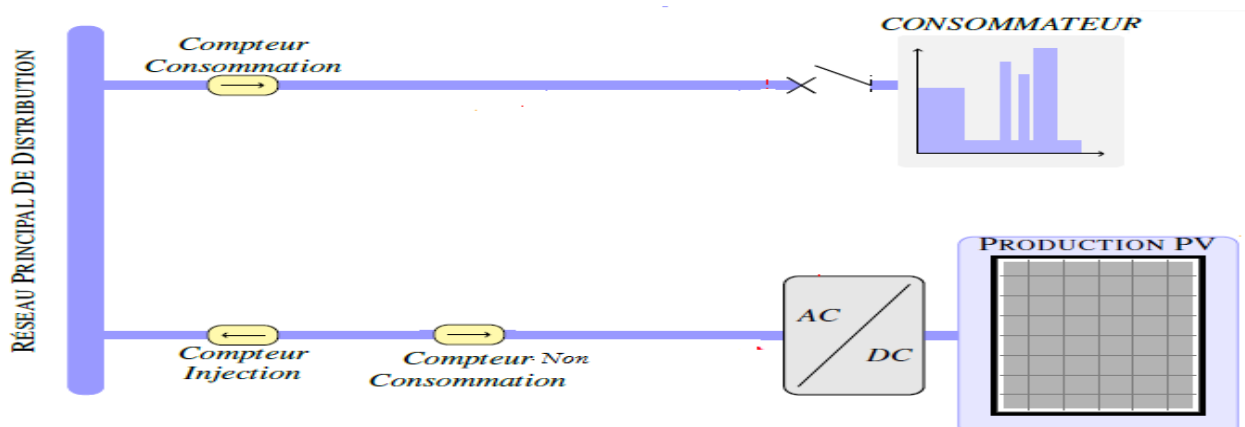 RÉSEAU PRINCIPAL DE DISTRIBUTION
Compteur
Consommation
CONSOMMATEUR
PRODUCTION PV
AC
DC
Compteur
Injection
Compteur Non
Consommation